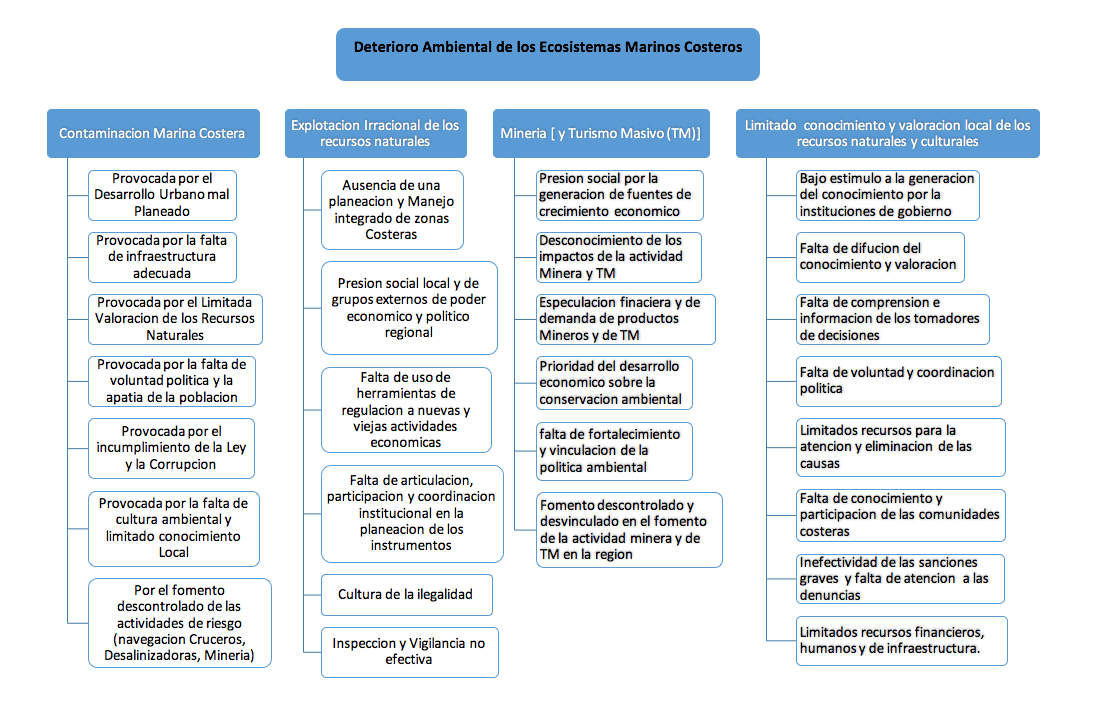 Deterioro Ambiental de los Ecosistemas Marinos Costeros
Contaminacion Marina Costera
Provocada por el
Desarrollo Urbano mal
Planeado
Provocada por la falta
de infraestructura
adecuada
Provocada por el Limitada
Valoracion de los Recursos
Naturales
Provocada por la falta de
voluntad politica y la
apatia de la poblacion
Provocada por el
incumplimiento de la Ley
y la Corrupcion
Provocada por la falta de
cultura ambiental y
limitado conocimiento
Local
Por el fomento
descontrolado de las
actividades de riesgo
(navegacion Cruceros,
Desalinizadoras, Mineria)
Explotacion Irracional de los
recursos naturales
Ausencia de una
planeacion y Manejo
integrado de zonas
Costeras
Presion social local y de
grupos externos de poder
economico y politico
regional
Falta de uso de
herramientas de
regulacion a nuevas y
viejas actividades
economicas
Falta de articulacion,
participacion y coordinacion
institucional en la
planeacion de los
instrumentos
Cultura de la ilegalidad
Inspeccion y Vigilancia no
efectiva
Mineria [ y Turismo Masivo (TM)]
Presion social por la
generacion de fuentes de
crecimiento economico
Desconocimiento de los
impactos de la actividad
Minera y TM
Especulacion finaciera y de
demanda de productos
Mineros y de TM
Prioridad del desarrollo
economico sobre la
conservacion ambiental
falta de fortalecimiento
y vinculacion de la
politica ambiental
Fomento descontrolado y
desvinculado en el fomento
de la actividad minera y de
TM en la region
Limitado conocimiento y valoracion local de los
recursos naturales y culturales
Bajo estimulo a la generacion
del conocimiento por la
instituciones de gobierno
Falta de difucion del
conocimiento y valoracion
Falta de comprension e
informacion de los tomadores
de decisiones
Falta de voluntad y coordinacion
politica
Limitados recursos para la
atencion y eliminacion de las
causas
Falta de conocimiento y
participacion de las comunidades
costeras
Inefectividad de las sanciones
graves y falta de atencion a las
denuncias
Limitados recursos financieros,
humanos y de infraestructura.